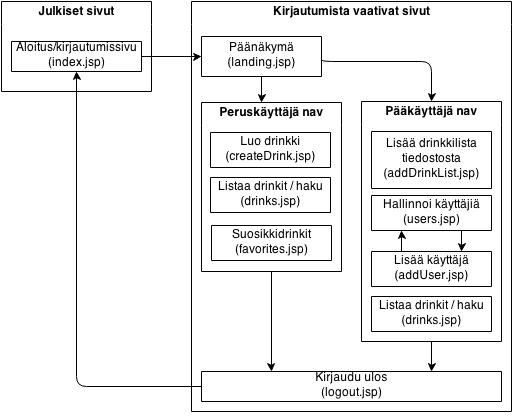 Julkiset sivut
Aloitus/kirjautumissivu
(index.jsp)
Kirjautumista vaativat sivut
Päänäkymä
(landing.jsp)
Peruskäyttäjä nav
Luo drinkki
(createDrink.jsp)
Listaa drinkit / haku
(drinks.jsp)
Suosikkidrinkit
(favorites.jsp)
Pääkäyttäjä nav
Lisää drinkkilista
tiedostosta
(addDrinkList.jsp)
Hallinnoi käyttäjiä
(users.jsp)
Lisää käyttäjä
(addUser.jsp)
Listaa drinkit / haku
(drinks.jsp)
Kirjaudu ulos
(logout.jsp)